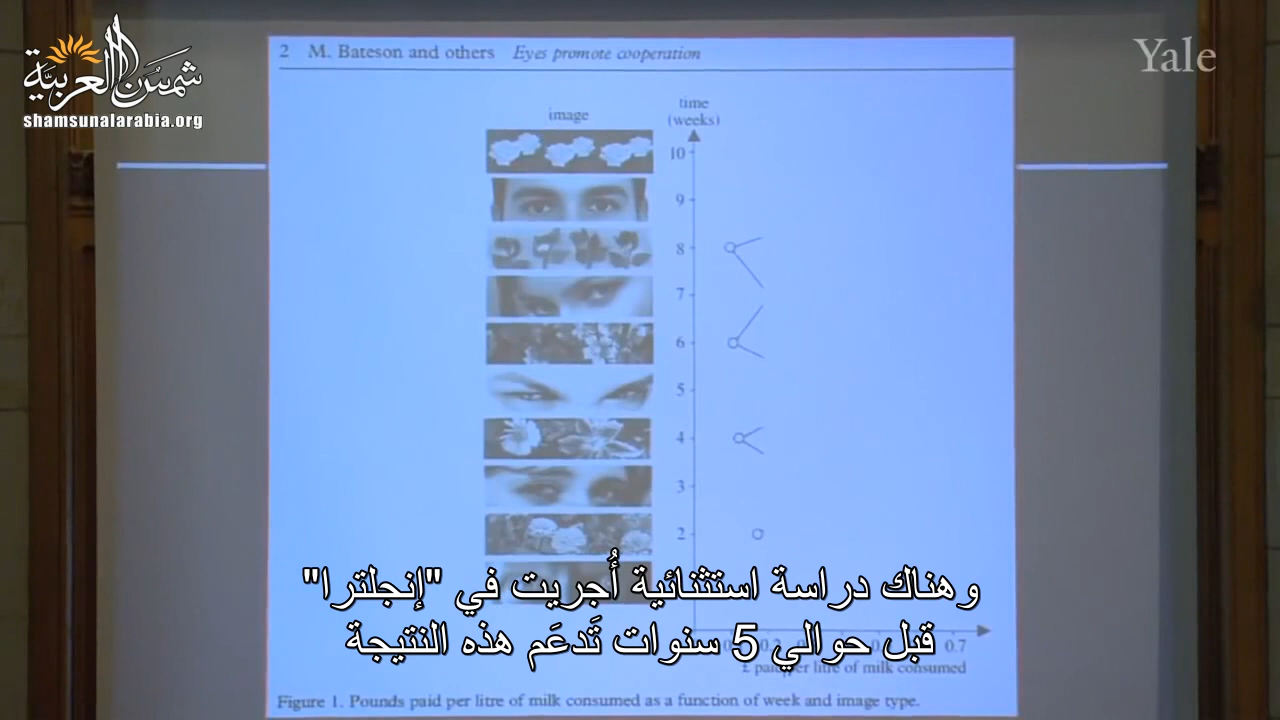 شمس العربية
shamsunalarabia.org
Yale
2 M. Bateson and others Eyes promote cooperation
image
time
(weeks)
10
9
8
7
6
5
4
3
2
وهناك دراسة استثنائية أُجريت في "إنجلترا"
قبل حوالي 5 سنوات تَدعَم هذه النتيجة
0.7
£ paid per litre of milk consumed
Figure 1. Pounds paid per litre of milk consumed as a function of week and image type.